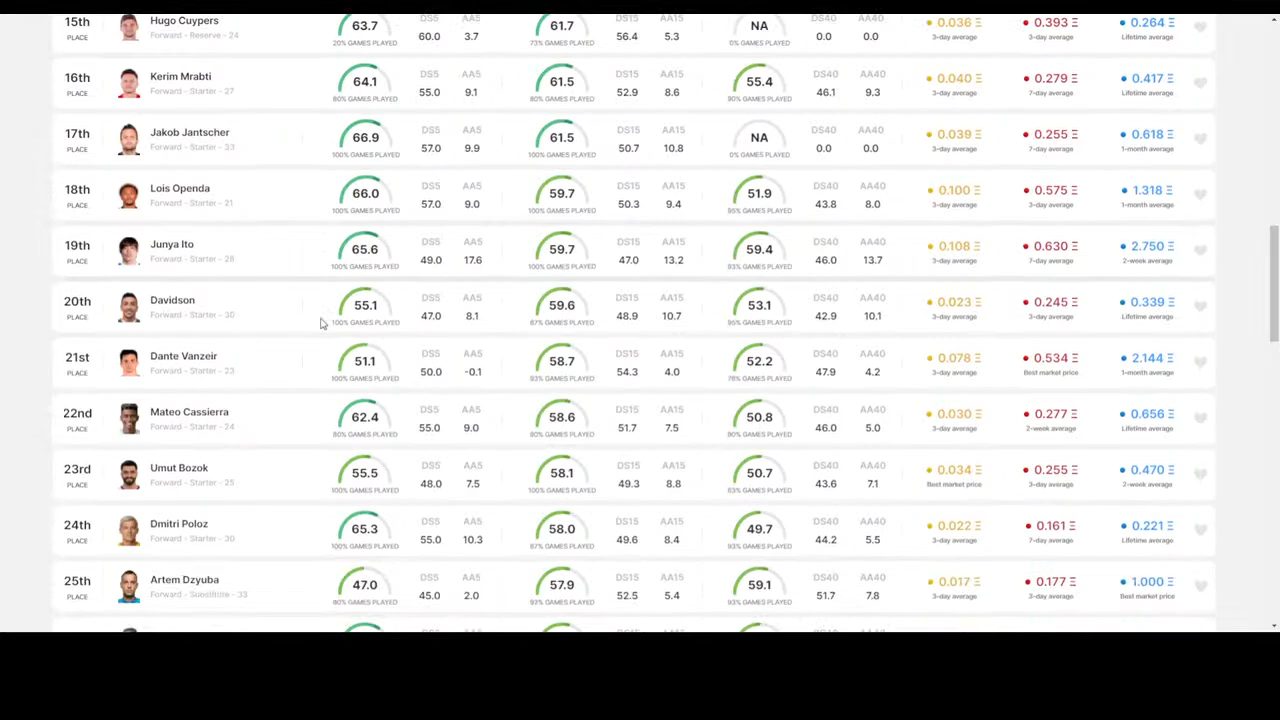 15th Hugo Cuypers 63.7 DS5 AA5 61.7 DS15 AA15 NA DS40 AA40 0.036 Ξ 0.393 Ξ 0.264 Ξ
PLACE Forward - Reserve - 24 20% GAMES PLAYED 60.0 3.7 73% GAMES PLAYED 56.4 5.3 0% GAMES PLAYED 0.0 0.0 3-day average 3-day average Lifetime average
16th Kerim Mrabti 64.1 DS5 AA5 61.5 DS15 AA15 55.4 DS40 AA40 0.040 Ξ 0.279 Ξ 0.417 Ξ
PLACE Forward - Starter - 27 80% GAMES PLAYED 55.0 9.1 80% GAMES PLAYED 52.9 8.6 90% GAMES PLAYED 46.1 9.3 3-day average 7-day average Lifetime average
17th Jakob Jantscher 66.9 DS5 AA5 61.5 DS15 AA15 NA DS40 AA40 0.039 Ξ 0.255 Ξ 0.618 Ξ
PLACE Forward - Starter - 33 100% GAMES PLAYED 57.0 9.9 100% GAMES PLAYED 50.7 10.8 0% GAMES PLAYED 0.0 0.0 3-day average 7-day average 1-month average
18th Lois Openda 66.0 DS5 AA5 59.7 DS15 AA15 51.9 DS40 AA40 0.100 Ξ 0.575 Ξ 1.318 Ξ
PLACE Forward - Starter - 21 100% GAMES PLAYED 57.0 9.0 100% GAMES PLAYED 50.3 9.4 95% GAMES PLAYED 43.8 8.0 3-day average 3-day average 1-month average
19th Junya Ito 65.6 DS5 AA5 59.7 DS15 AA15 59.4 DS40 AA40 0.108 Ξ 0.630 Ξ 2.750 Ξ
PLACE Forward - Starter - 28 100% GAMES PLAYED 49.0 17.6 100% GAMES PLAYED 47.0 13.2 93% GAMES PLAYED 46.0 13.7 3-day average 7-day average 2-week average
20th Davidson 55.1 DS5 AA5 59.6 DS15 AA15 53.1 DS40 AA40 0.023 Ξ 0.245 Ξ 0.339 Ξ
PLACE Forward - Starter - 30 100% GAMES PLAYED 47.0 87% GAMES PLAYED 48.9 10.7 GAMES PLAYED 42.9 10.1 3-day average 3-day average Lifetime average
21st Dante Vanzeir 51.1 DS5 AA5 58.7 DS15 AA15 52.2 DS40 AA40 0.078 Ξ 0.534 Ξ 2.144 Ξ
PLACE Forward - Starter - 23 100% GAMES PLAYED 50.0 93% GAMES PLAYED 54.3 4.0 78% GAMES PLAYED 47.9 4.2 3-day average Best market price 1-month average
22nd Mateo Cassierra 62.4 DS5 AA5 58.6 DS15 AA15 50.8 DS40 AA40 0.030 Ξ 0.277 Ξ 0.656 Ξ
PLACE Forward - Starter - 24 80% GAMES PLAYED 55.0 80% GAMES PLAYED 51.7 7.5 90% GAMES PLAYED 46.0 5.0 3-day average 2-week average Lifetime average
23rd Umut Bozok 55.5 DS5 AA5 58.1 DS15 AA15 50.7 DS40 AA40 0.034 Ξ 0.255 Ξ 0.470 Ξ
PLACE Forward - Starter - 25 100% GAMES PLAYED 48.0 7.5 100% GAMES PLAYED 49.3 8.8 GAMES PLAYED 43.6 7.1 Best market price 3-day average 2-week average
24th Dmitri Poloz 65.3 DS5 AA5 58.0 DS15 AA15 49.7 DS40 AA40 0.022 Ξ 0.161 Ξ 0.221 Ξ
PLACE Forward - Starter - 30 100% GAMES PLAYED 55.0 10.3 87% GAMES PLAYED 49.6 8.4 93% GAMES PLAYED 44.2 5.5 3-day average 7-day average Lifetime average
25th Artem Dzyuba 47.0 DS5 AA5 57.9 DS15 AA15 59.1 DS40 AA40 0.017 Ξ 0.177 Ξ 1.000 Ξ
PLACE Forward - Substitute - 33 80% GAMES PLAYED 45.0 2.0 93% GAMES PLAYED 52.5 5.4 93% GAMES PLAYED 51.7 7.8 3-day average 3-day average Best market price